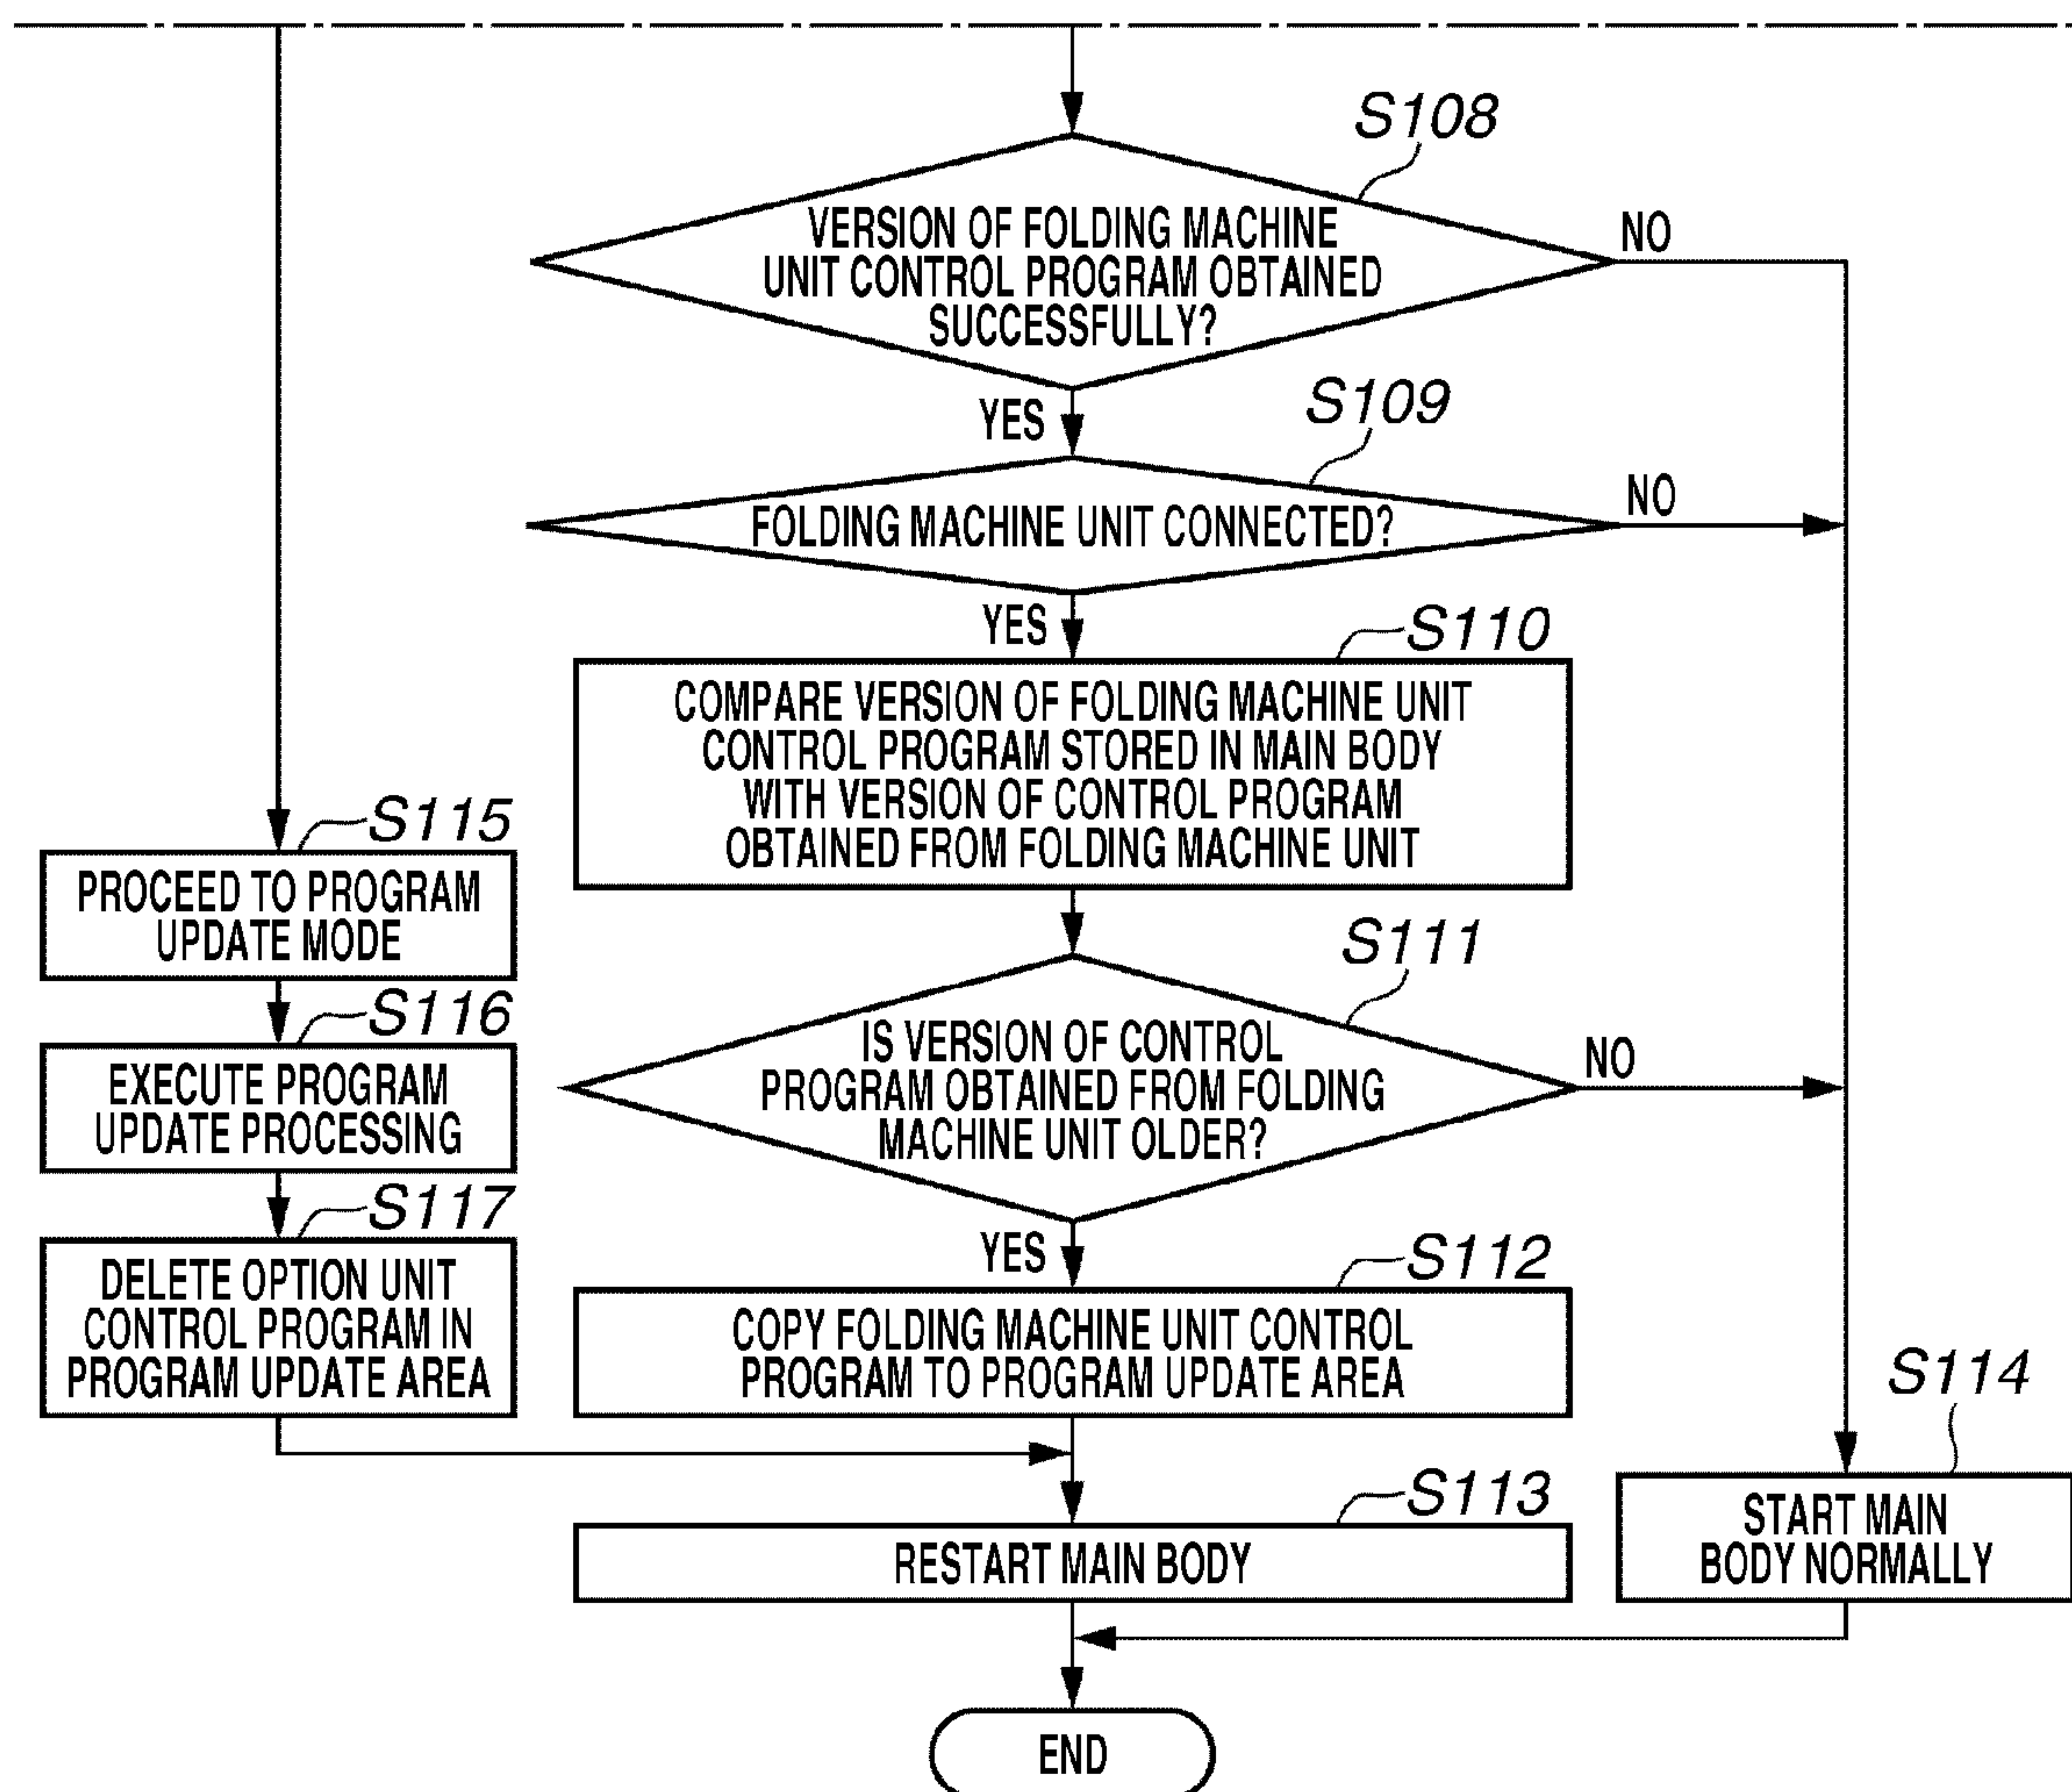 S108
VERSION OF FOLDING MACHINE
UNIT CONTROL PROGRAM OBTAINED
SUCCESSFULLY?
NO
YES
S109
FOLDING MACHINE UNIT CONNECTED?
NO
YES
S110
COMPARE VERSION OF FOLDING MACHINE UNIT
CONTROL PROGRAM STORED IN MAIN BODY
WITH VERSION OF CONTROL PROGRAM
OBTAINED FROM FOLDING MACHINE UNIT
S115
PROCEED TO PROGRAM
UPDATE MODE
S111
IS VERSION OF CONTROL
PROGRAM OBTAINED FROM FOLDING
MACHINE UNIT OLDER?
NO
YES
S116
EXECUTE PROGRAM
UPDATE PROCESSING
S117
DELETE OPTION UNIT
CONTROL PROGRAM IN
PROGRAM UPDATE AREA
S112
COPY FOLDING MACHINE UNIT CONTROL
PROGRAM TO PROGRAM UPDATE AREA
S114
START MAIN
BODY NORMALLY
S113
RESTART MAIN BODY
END